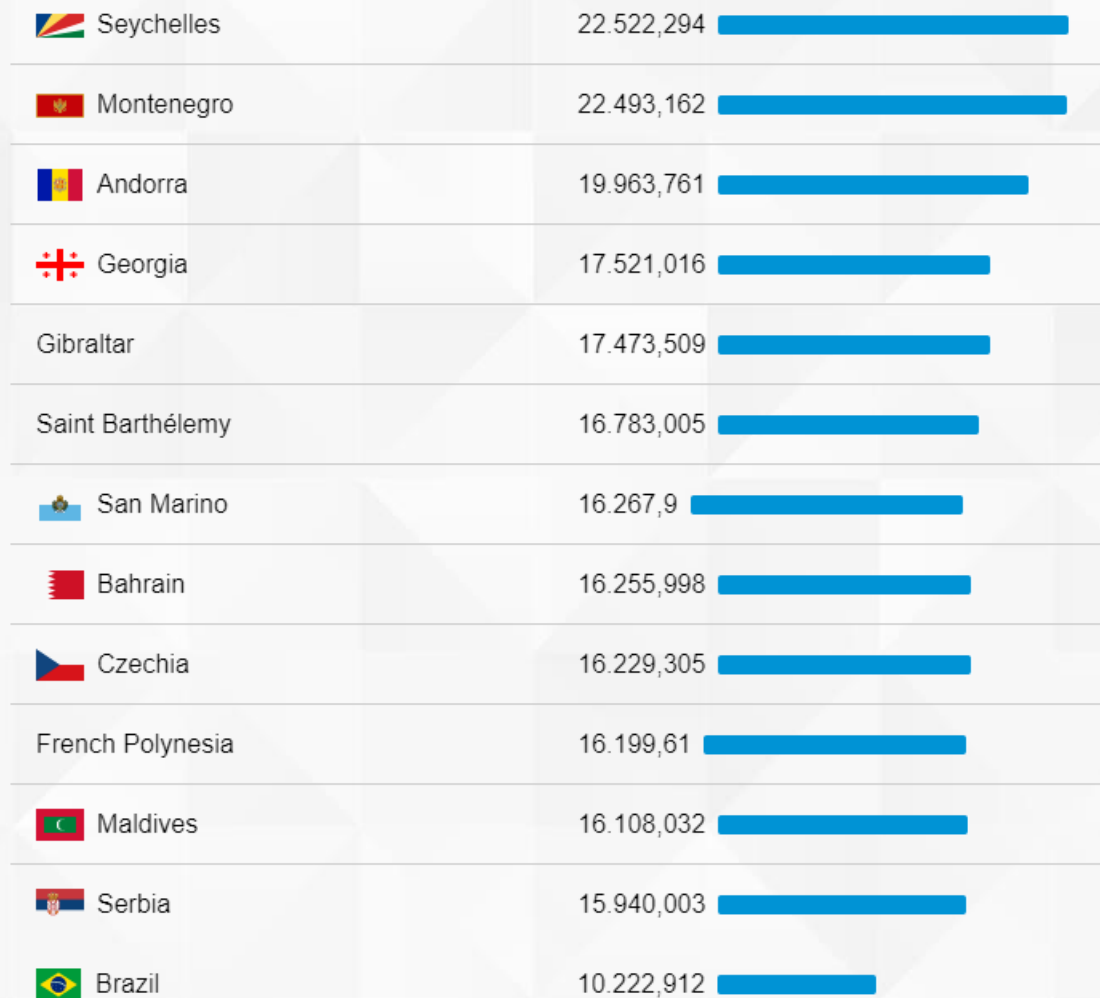 Seychelles 22.522,294
Montenegro 22.493,162
Andorra 19.963,761
Georgia 17.521,016
Gibraltar 17.473,509
Saint Barthélemy 16.783,005
San Marino 16.267,9
Bahrain 16.255,998
Czechia 16.229,305
French Polynesia 16.199,61
Maldives 16.108,032
Serbia 15.940,003
Brazil 10.222,912